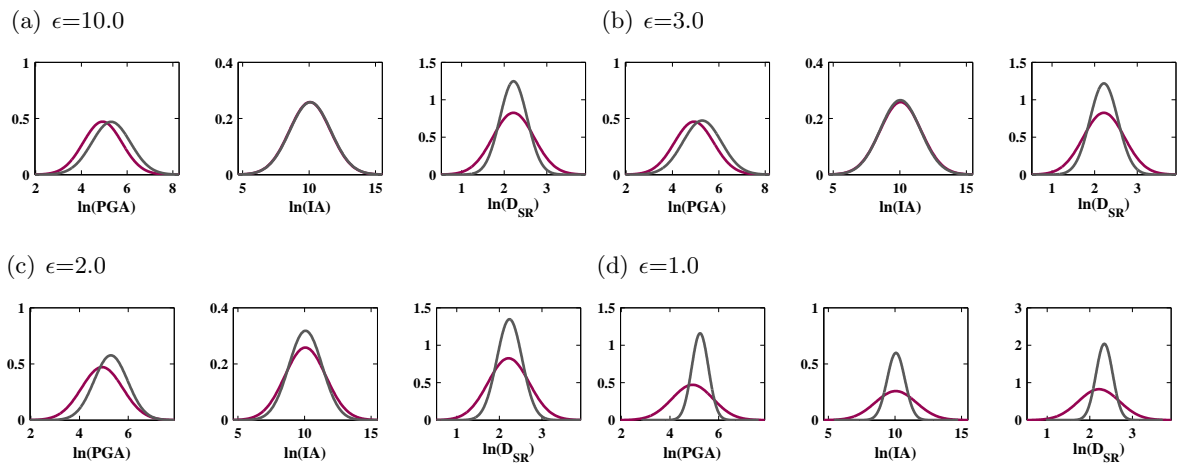 (a) ϵ=10.0
(b) ϵ=3.0
1 0.5 0 2 4 6 8 ln(PGA)
0.4 0.2 0 5 10 15 ln(IA)
1.5 1 0.5 0 1 2 3 ln(D_SR)
1 0.5 0 2 4 6 8 ln(PGA)
0.4 0.2 0 5 10 15 ln(IA)
1.5 1 0.5 0 1 2 3 ln(D_SR)
(c) ϵ=2.0
(d) ϵ=1.0
1 0.5 0 2 4 6 ln(PGA)
0.4 0.2 0 5 10 15 ln(IA)
1.5 1 0.5 0 1 2 3 ln(D_SR)
1.5 1 0.5 0 2 4 6 ln(PGA)
1 0.5 0 5 10 15 ln(IA)
3 2 1 0 1 2 3 ln(D_SR)